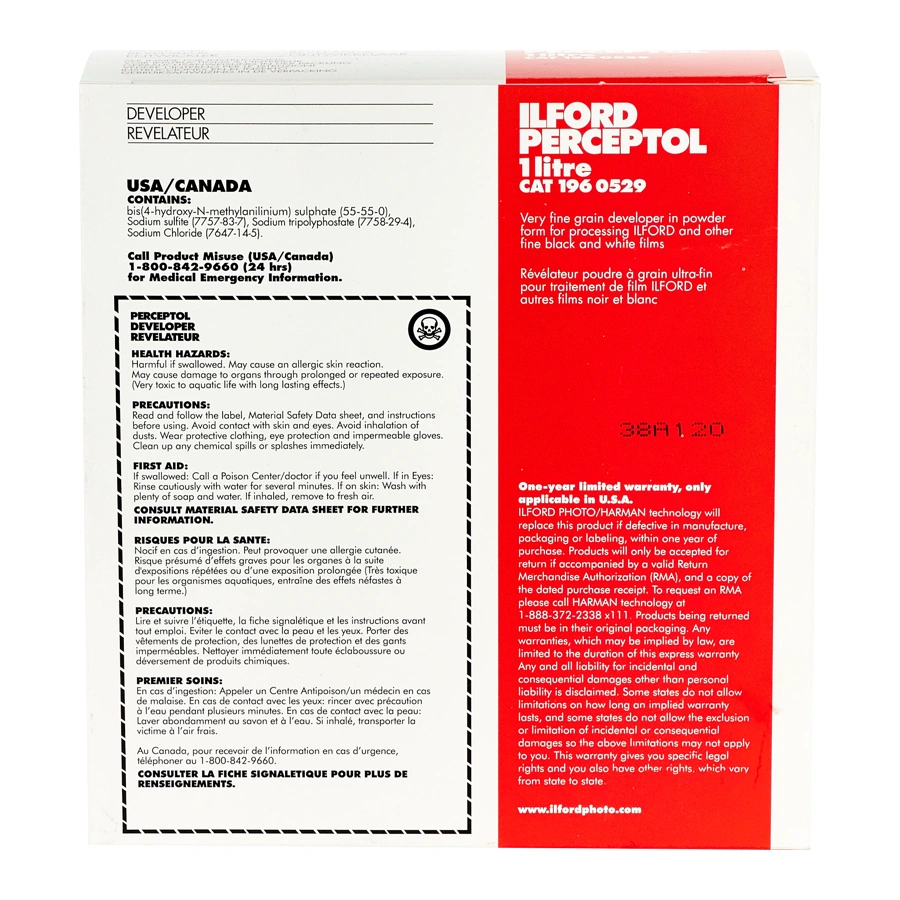 DEVELOPER
REVELATEUR
USA/CANADA
CONTAINS:
bis(4-hydroxy-N-methylanilinium) sulphate (55-55-0),
Sodium sulfite (7757-83-7), Sodium tripolyphosfate (7758-29-4),
Sodium Chloride (7647-14-5).
Call Product Misuse (USA/Canada)
1-800-842-9660 (24 hrs)
for Medical Emergency Information.
PERCEPTOL
DEVELOPER
REVELATEUR
HEALTH HAZARDS:
Harmful if swallowed. May cause an allergic skin reaction.
May cause damage to organs through prolonged or repeated exposure.
(Very toxic to aquatic life with long lasting effects.)
PRECAUTIONS:
Read and follow the label, Material Safety Data sheet, and instructions
before using. Avoid contact with skin and eyes. Avoid inhalation of
dusts. Wear protective clothing, eye protection and impermeable gloves.
Clean up any chemical spills or splashes immediately.
FIRST AID:
If swallowed: Call a Poison Center/doctor if you feel unwell. If in Eyes:
Rinse cautiously with water for several minutes. If on skin: Wash with
plenty of soap and water. If inhaled, remove to fresh air.
CONSULT MATERIAL SAFETY DATA SHEET FOR FURTHER
INFORMATION.
RISQUES POUR LA SANTE:
Nocif en cas d'ingestion. Peut provoquer une allergie cutanée.
Risque présumé d'effets graves pour les organes à la suite
d'expositions répétées ou d'une exposition prolongée (Très toxique
pour les organismes aquatiques, entraîne des effets néfastes à
long terme.)
PRECAUTIONS:
Lire et suivre l'étiquette, la fiche signalétique et les instructions avant
tout emploi. Eviter le contact avec la peau et les yeux. Porter des
vêtements de protection, des lunettes de protection et des gants
imperméables. Nettoyer immédiatement toute éclaboussure ou
déversement de produits chimiques.
PREMIER SOINS:
En cas d'ingestion: Appeler un Centre Antipoison/un médecin en cas
de malaise. En cas de contact avec les yeux: rincer avec précaution
à l'eau pendant plusieurs minutes. En cas de contact avec la peau:
Laver abondamment au savon et à l'eau. Si inhalé, transporter la
victime à l'air frais.
Au Canada, pour recevoir de l'information en cas d'urgence,
téléphoner au 1-800-842-9660.
CONSULTER LA FICHE SIGNALETIQUE POUR PLUS DE
RENSEIGNEMENTS.
1 litre
CAT 196 0529
ILFORD
PERCEPTOL
1 litre
CAT 196 0529
Very fine grain developer in powder
form for processing ILFORD and other
fine black and white films
Révélateur poudre à grain ultra-fin
pour traitement de film ILFORD et
autres films noir et blanc
38A120
One-year limited warranty, only
applicable in U.S.A.
ILFORD PHOTO/HARMAN technology will
replace this product if defective in manufacture,
packaging or labeling, within one year of
purchase. Products will only be accepted for
return if accompanied by a valid Return
Merchandise Authorization (RMA), and a copy of
the dated purchase receipt. To request an RMA
please call HARMAN technology at
1-888-372-2338 x111. Products being returned
must be in their original packaging. Any
warranties, which may be implied by law, are
limited to the duration of this express warranty
Any and all liability for incidental and
consequential damages other than personal
liability is disclaimed. Some states do not allow
limitations on how long an implied warranty
lasts, and some states do not allow the exclusion
or limitation of incidental or consequential
damages so the above limitations may not apply
to you. This warranty gives you specific legal
rights and you also have other rights, which vary
from state to state.
www.ilfordphoto.com